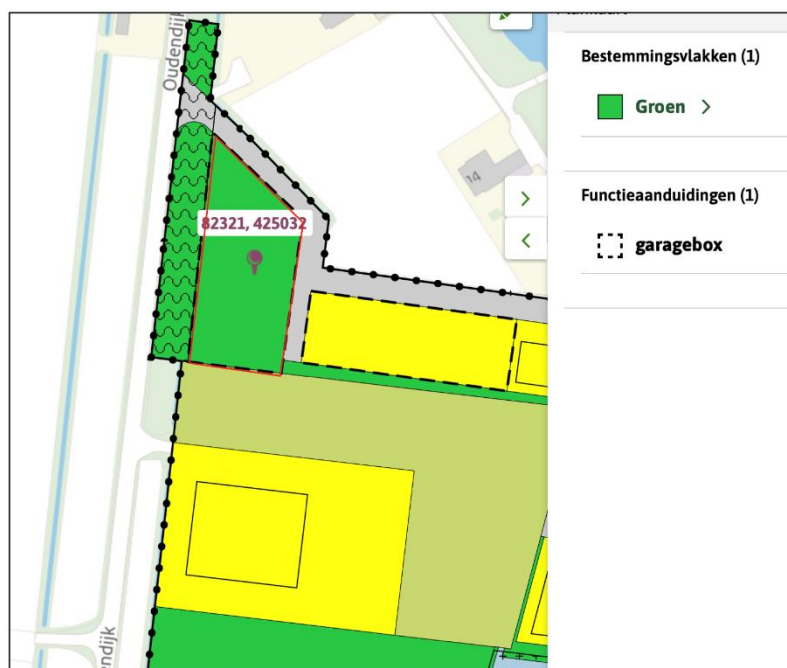 Oudendijk
82321, 425032
14
endijk
Bestemmingsvlakken (1)
Groen >
Functieaanduidingen (1)
garagebox